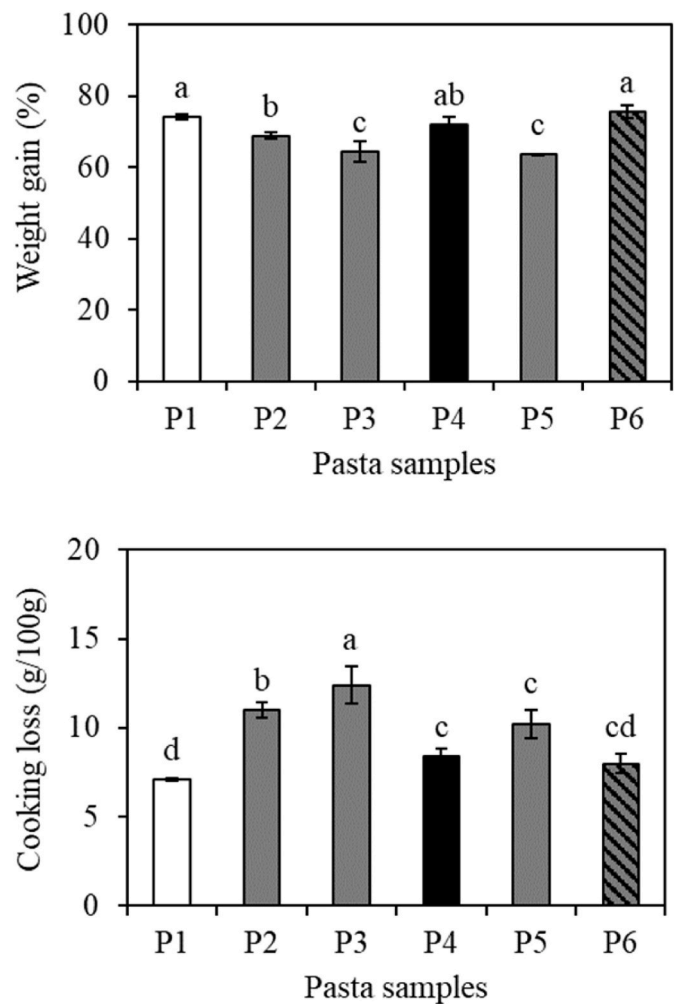 Weight gain (%)
100
80
60
40
20
0
a
b
c
ab
c
a
P1 P2 P3 P4 P5 P6
Pasta samples
Cooking loss (g/100g)
20
15
10
5
0
d
b
a
c
c
cd
P1 P2 P3 P4 P5 P6
Pasta samples